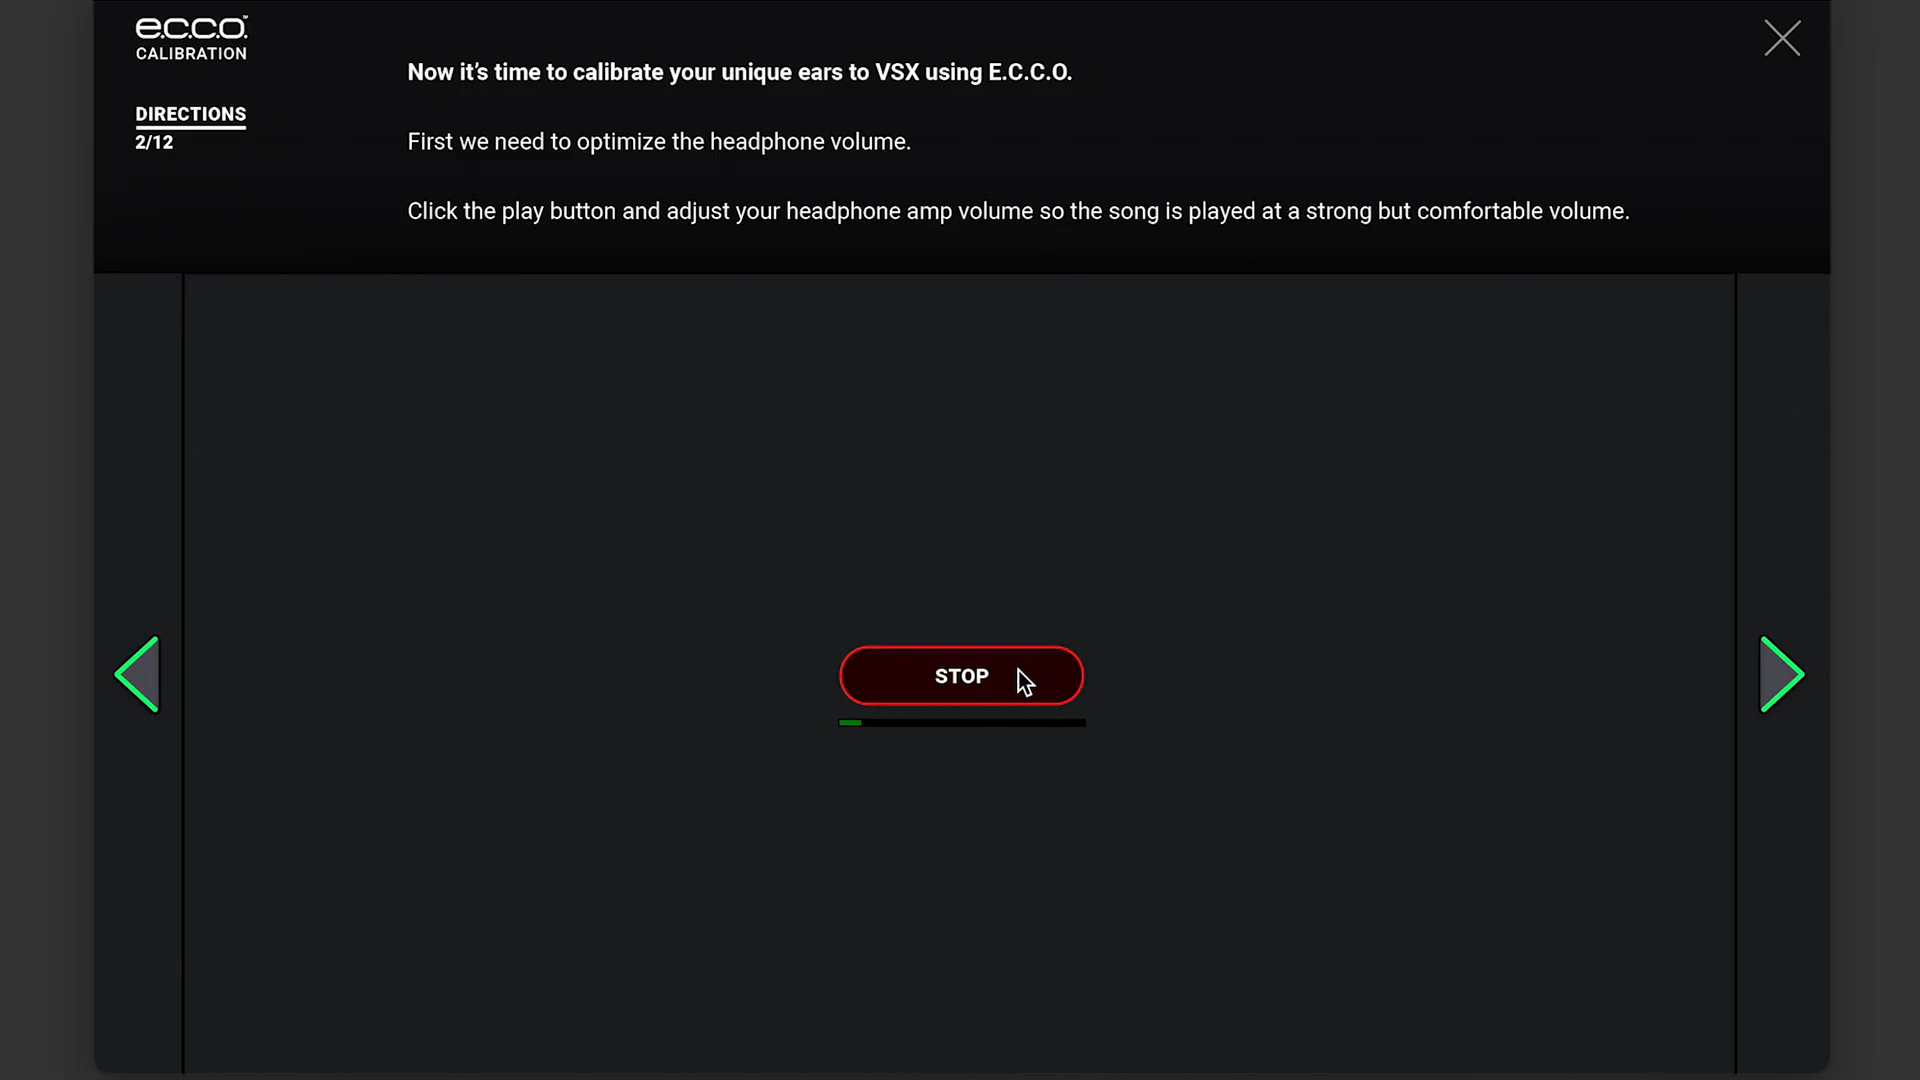 e.c.c.o.™
CALIBRATION
DIRECTIONS
2/12
Now it’s time to calibrate your unique ears to VSX using E.C.C.O.
First we need to optimize the headphone volume.
Click the play button and adjust your headphone amp volume so the song is played at a strong but comfortable volume.
STOP